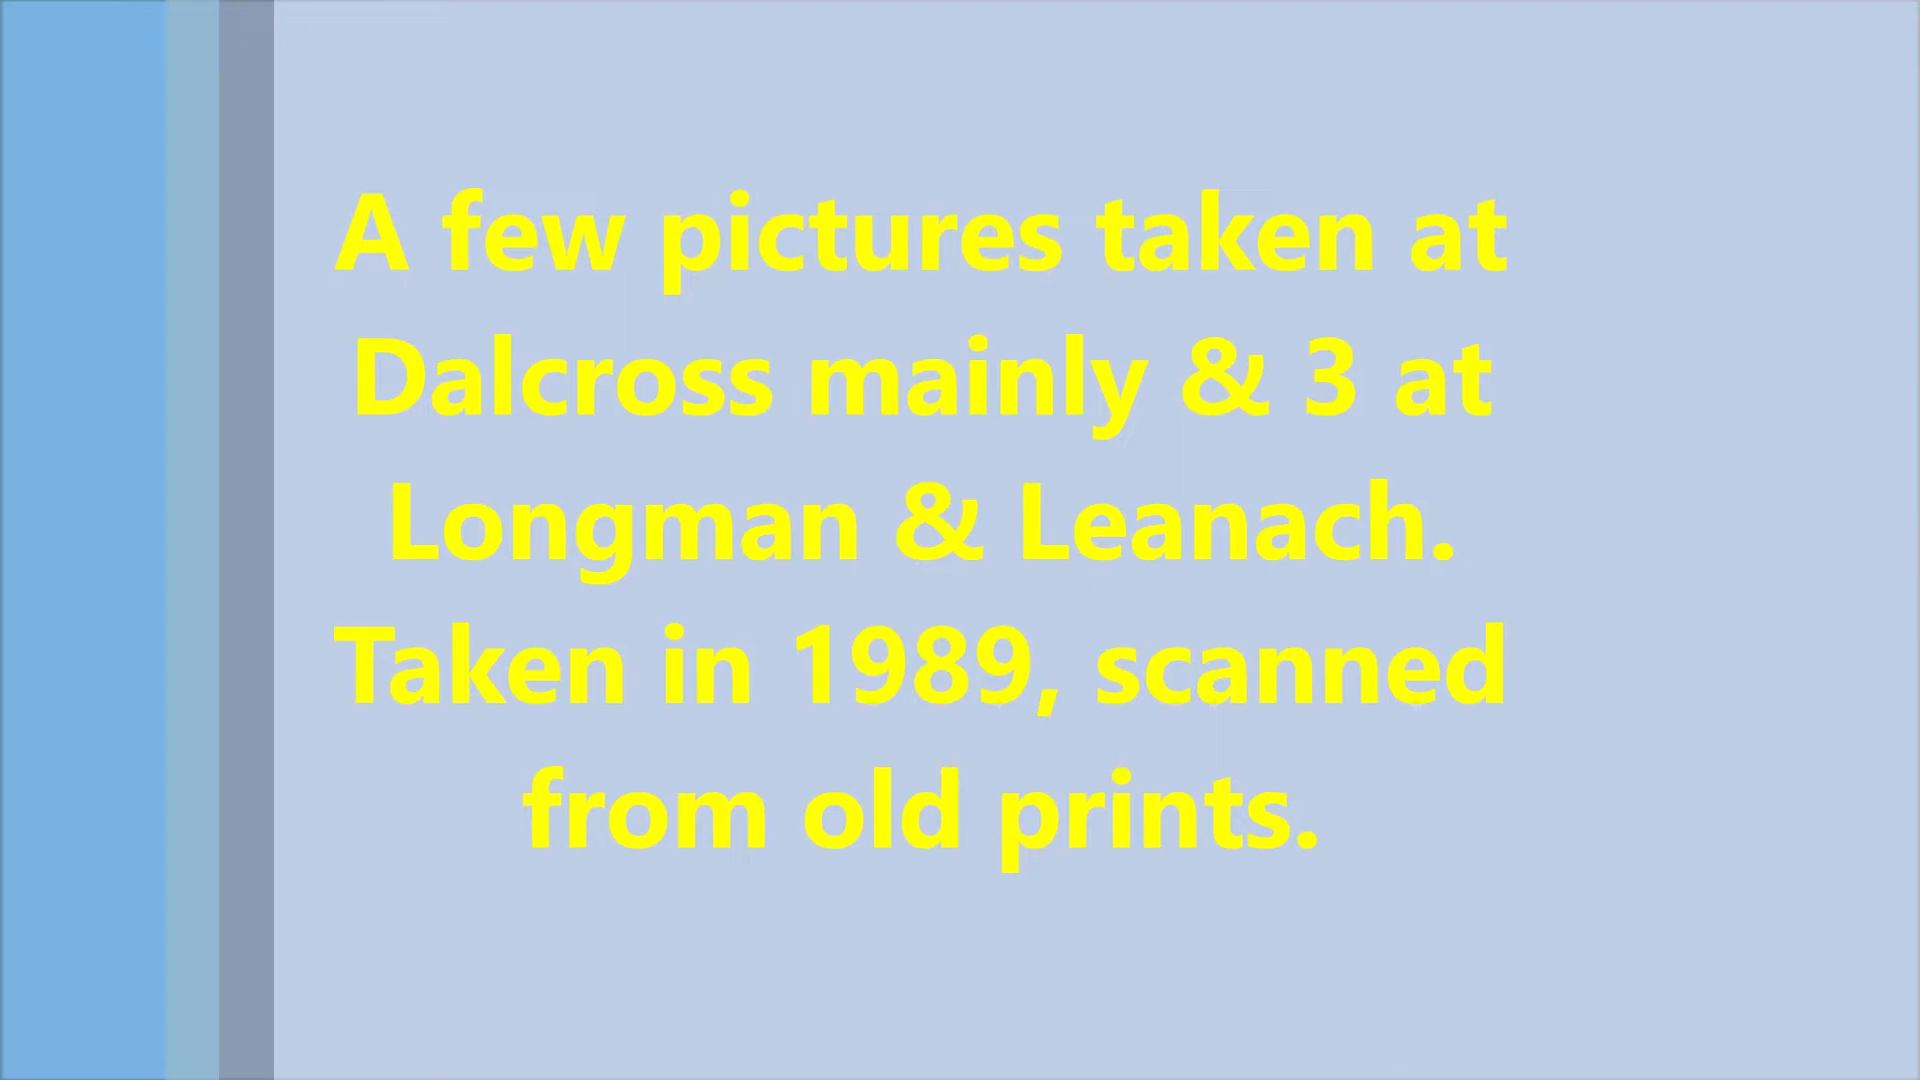 A few pictures taken at
Dalcross mainly & 3 at
Longman & Leanach.
Taken in 1989, scanned
from old prints.